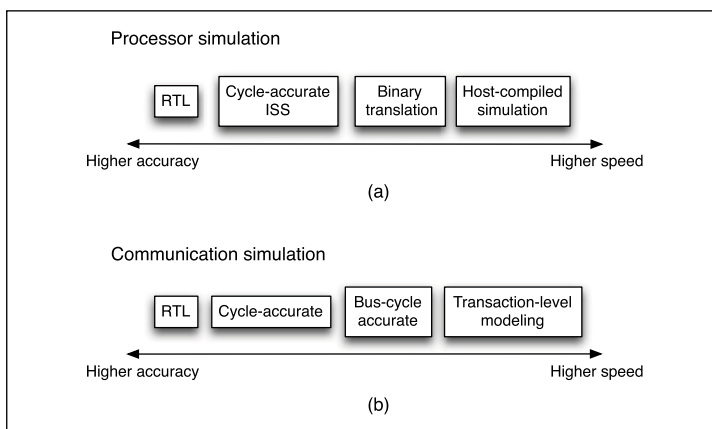 Processor simulation
RTL
Cycle-accurate
ISS
Binary
translation
Host-compiled
simulation
Higher accuracy
Higher speed
(a)
Communication simulation
RTL
Cycle-accurate
Bus-cycle
accurate
Transaction-level
modeling
Higher accuracy
Higher speed
(b)